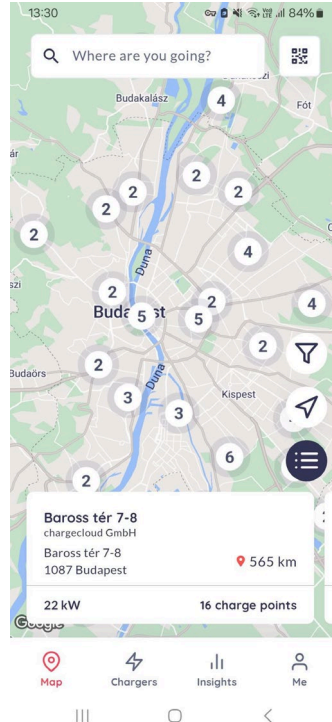 13:30
84%
Where are you going?
Budakalász
4
Fót
2
2
2
2
2
4
Duna
2
2
4
Budapest
5
5
2
2
Budaörs
Duna
3
3
Kispest
6
2
Baross tér 7-8
chargecloud GmbH
Baross tér 7-8
1087 Budapest
565 km
22 kW
16 charge points
Google
Map
Chargers
Insights
Me